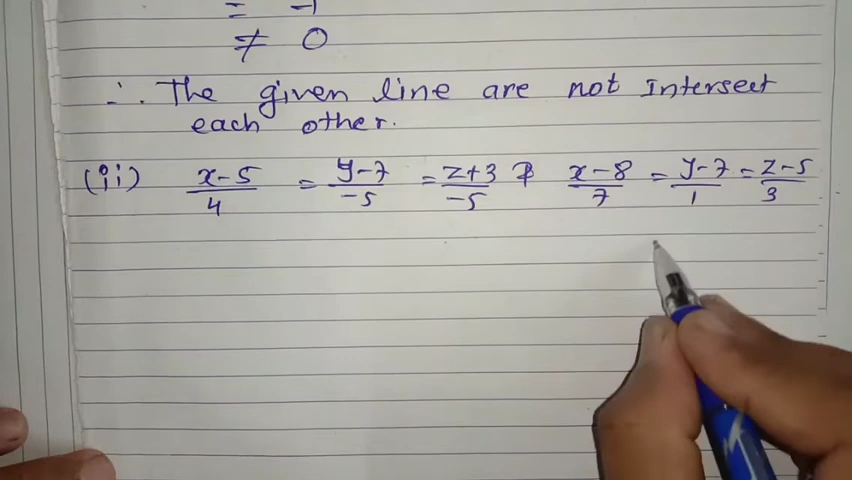 = -1
≠ 0
∴ The given line are not Intersect
each other.
(ii) x-5/4 = y-7/-5 = z+3/-5 & x-8/7 = y-7/1 = z-5/3